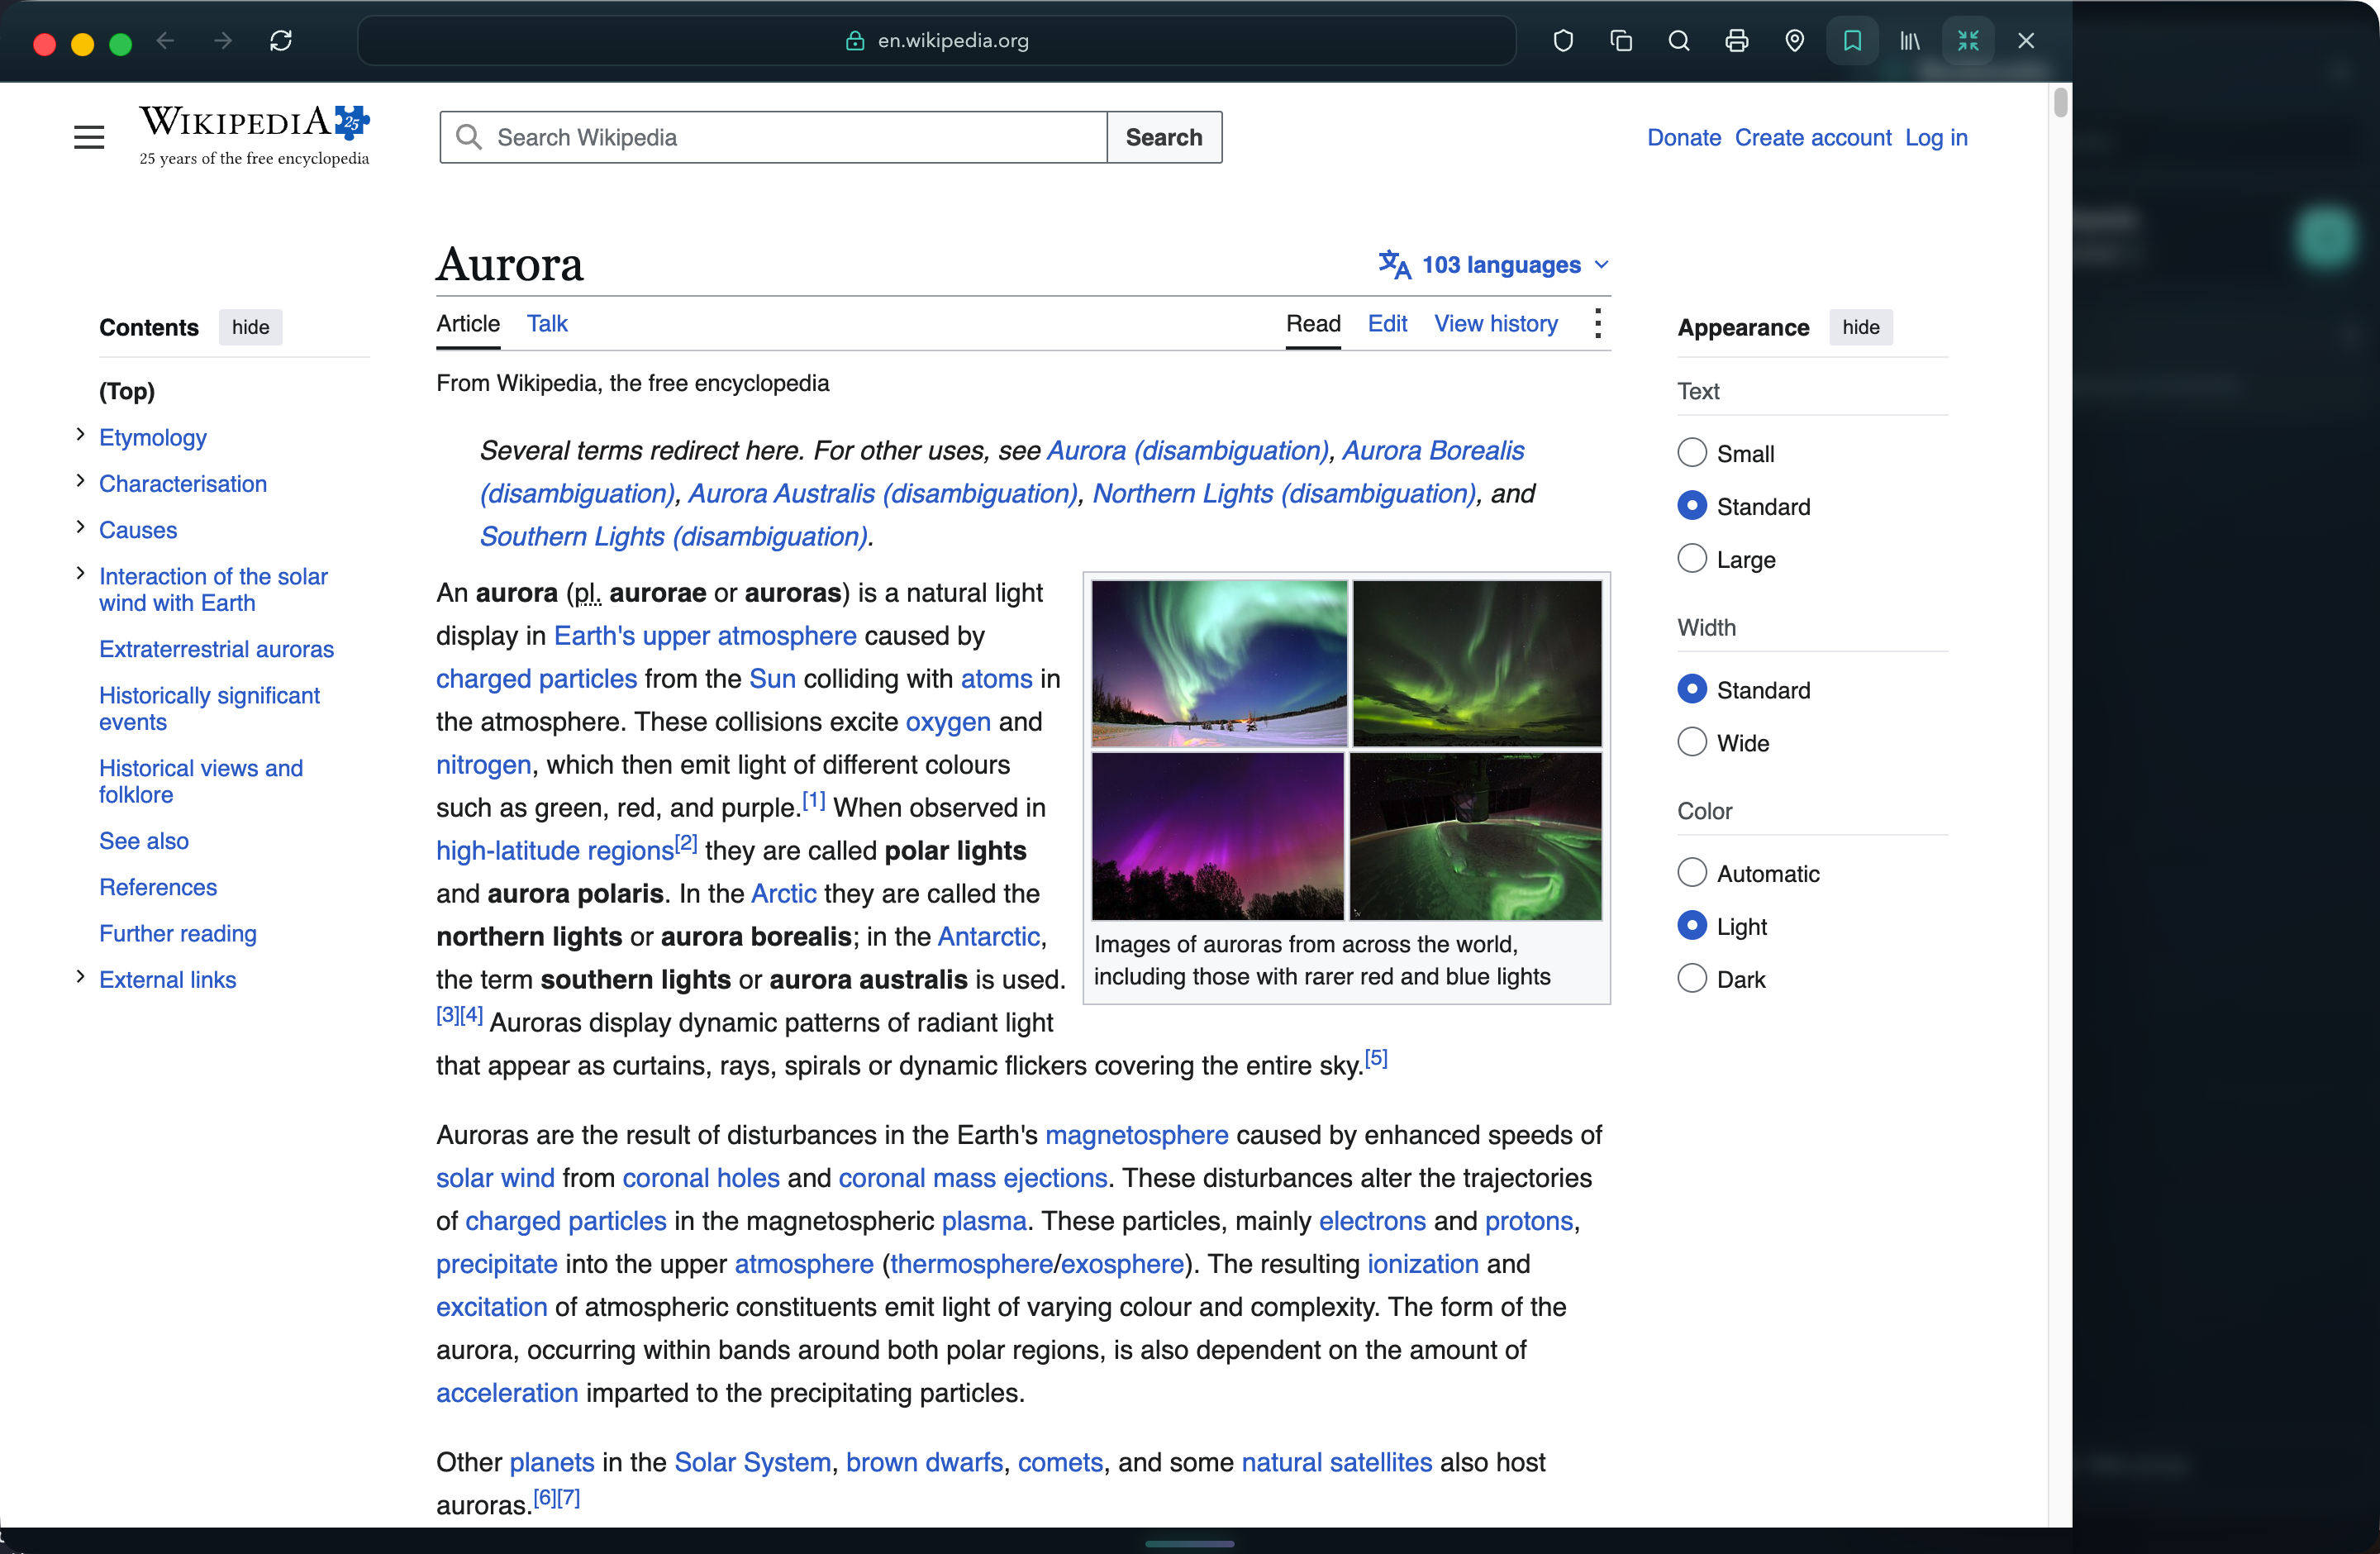 en.wikipedia.org
WIKIPEDIA 25
25 years of the free encyclopedia
Search Wikipedia
Search
Donate Create account Log in
Aurora
103 languages
Contents hide
(Top)
Etymology
Characterisation
Causes
Interaction of the solar
wind with Earth
Extraterrestrial auroras
Historically significant
events
Historical views and
folklore
See also
References
Further reading
External links
Article Talk
Read Edit View history
From Wikipedia, the free encyclopedia
Several terms redirect here. For other uses, see Aurora (disambiguation), Aurora Borealis
(disambiguation), Aurora Australis (disambiguation), Northern Lights (disambiguation), and
Southern Lights (disambiguation).
An aurora (pl. aurorae or auroras) is a natural light
display in Earth's upper atmosphere caused by
charged particles from the Sun colliding with atoms in
the atmosphere. These collisions excite oxygen and
nitrogen, which then emit light of different colours
such as green, red, and purple.[1] When observed in
high-latitude regions[2] they are called polar lights
and aurora polaris. In the Arctic they are called the
northern lights or aurora borealis; in the Antarctic,
the term southern lights or aurora australis is used.
[3][4] Auroras display dynamic patterns of radiant light
that appear as curtains, rays, spirals or dynamic flickers covering the entire sky.[5]
Images of auroras from across the world,
including those with rarer red and blue lights
Auroras are the result of disturbances in the Earth's magnetosphere caused by enhanced speeds of
solar wind from coronal holes and coronal mass ejections. These disturbances alter the trajectories
of charged particles in the magnetospheric plasma. These particles, mainly electrons and protons,
precipitate into the upper atmosphere (thermosphere/exosphere). The resulting ionization and
excitation of atmospheric constituents emit light of varying colour and complexity. The form of the
aurora, occurring within bands around both polar regions, is also dependent on the amount of
acceleration imparted to the precipitating particles.
Other planets in the Solar System, brown dwarfs, comets, and some natural satellites also host
auroras.[6][7]
Appearance hide
Text
Small
Standard
Large
Width
Standard
Wide
Color
Automatic
Light
Dark